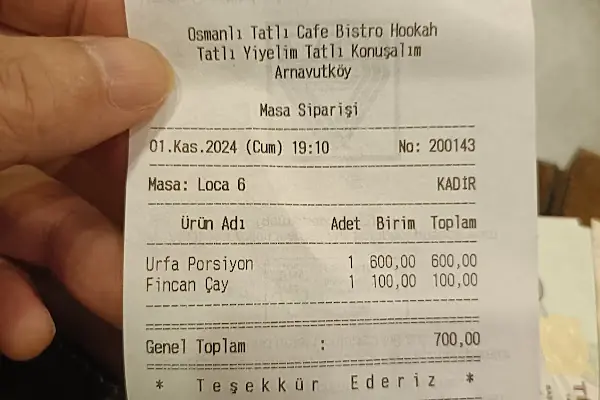 Osmanlı Tatlı Cafe Bistro Hookah
Tatlı Yiyelim Tatlı Konuşalım
Arnavutköy
Masa Siparişi
01.Kas.2024 (Cum) 19:10 No: 200143
Masa: Loca 6 KADİR
Ürün Adı Adet Birim Toplam
Urfa Porsiyon 1 600,00 600,00
Fincan Çay 1 100,00 100,00
Genel Toplam : 700,00
* Teşekkür Ederiz *